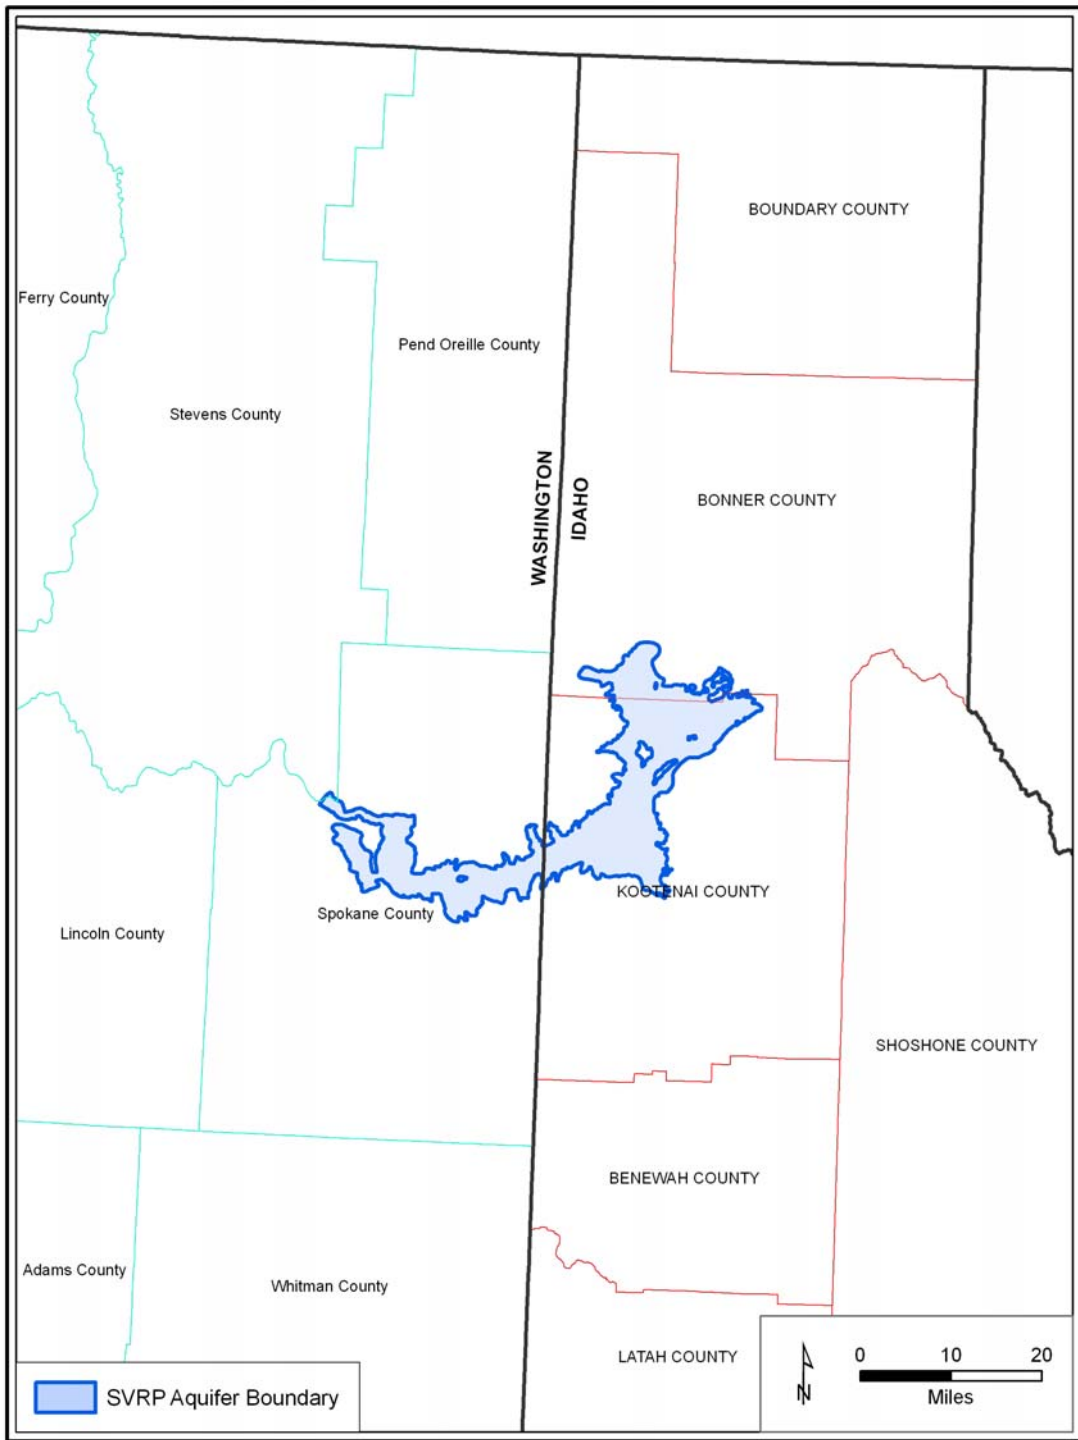 BOUNDARY COUNTY
Ferry County
Pend Oreille County
Stevens County
WASHINGTON
IDAHO
BONNER COUNTY
KOOTENAI COUNTY
Spokane County
Lincoln County
SHOSHONE COUNTY
BENEWAH COUNTY
Adams County
Whitman County
LATAH COUNTY
SVRP Aquifer Boundary
N
0 10 20
Miles